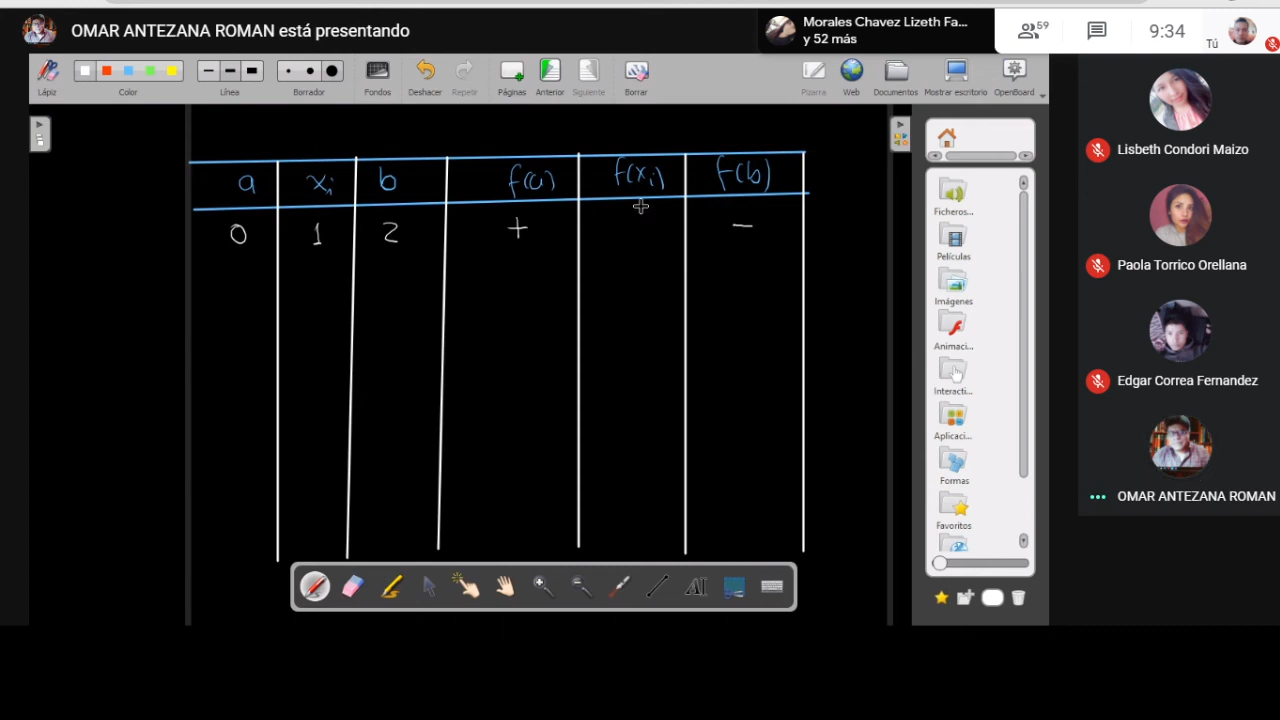 OMAR ANTEZANA ROMAN está presentando
Morales Chavez Lizeth Fa...
y 52 más
59
9:34
Tú
Lápiz
Color
Línea
Borrador
Fondos
Deshacer
Repetir
Páginas
Anterior
Siguiente
Borrar
Pizarra
Web
Documentos
Mostrar escritorio
OpenBoard
a xi b f(a) f(xi) f(b)
0 1 2 + −
Ficheros...
Películas
Imágenes
Animaci...
Interacti...
Aplicaci...
Formas
Favoritos
AI
Lisbeth Condori Maizo
Paola Torrico Orellana
Edgar Correa Fernandez
OMAR ANTEZANA ROMAN